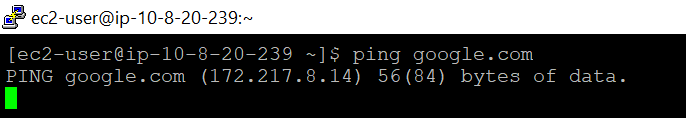 ec2-user@ip-10-8-20-239:~
[ec2-user@ip-10-8-20-239 ~]$ ping google.com
PING google.com (172.217.8.14) 56(84) bytes of data.